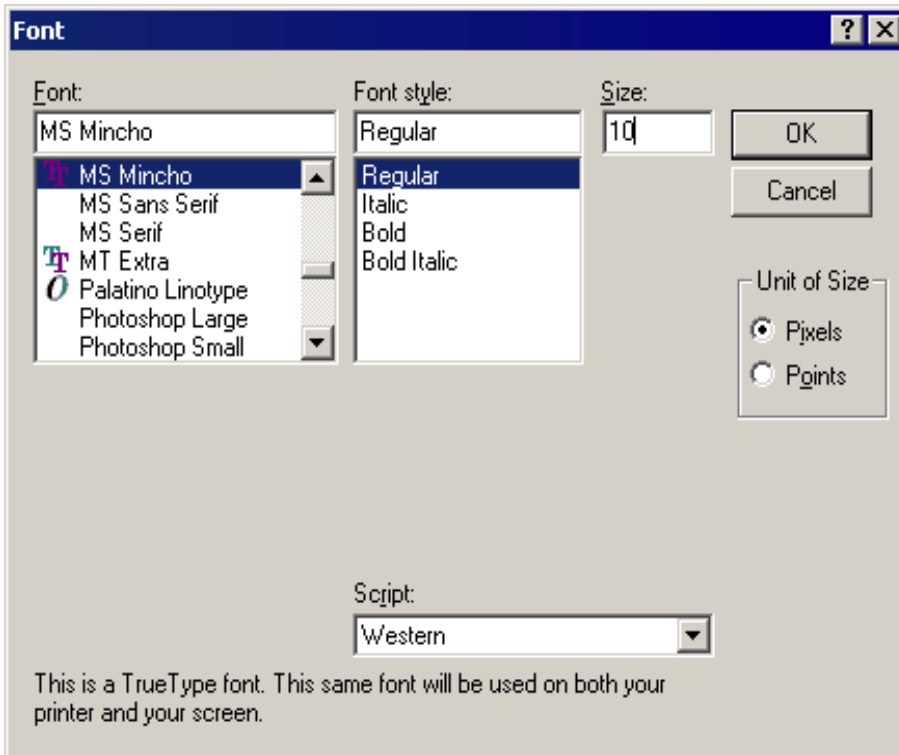 Font
Font:
MS Mincho
MS Mincho
MS Sans Serif
MS Serif
MT Extra
Palatino Linotype
Photoshop Large
Photoshop Small
Font style:
Regular
Regular
Italic
Bold
Bold Italic
Size:
10
OK
Cancel
Unit of Size
Pixels
Points
Script:
Western
This is a TrueType font. This same font will be used on both your
printer and your screen.